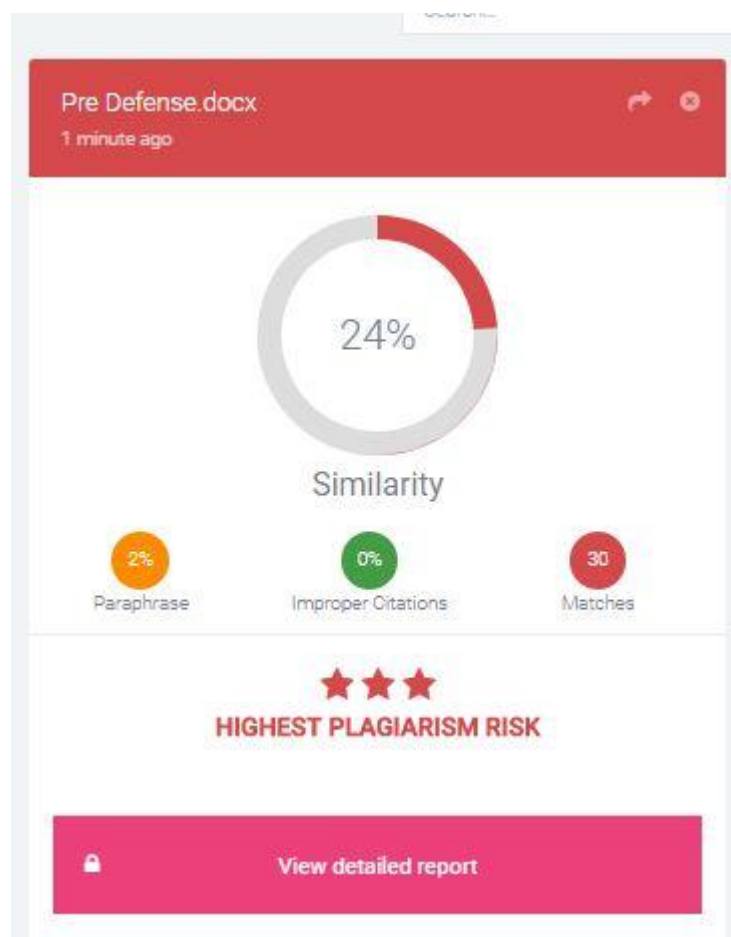 Pre Defense.docx
1 minute ago
24%
Similarity
2% 0% 30
Paraphrase Improper Citations Matches
HIGHEST PLAGIARISM RISK
View detailed report